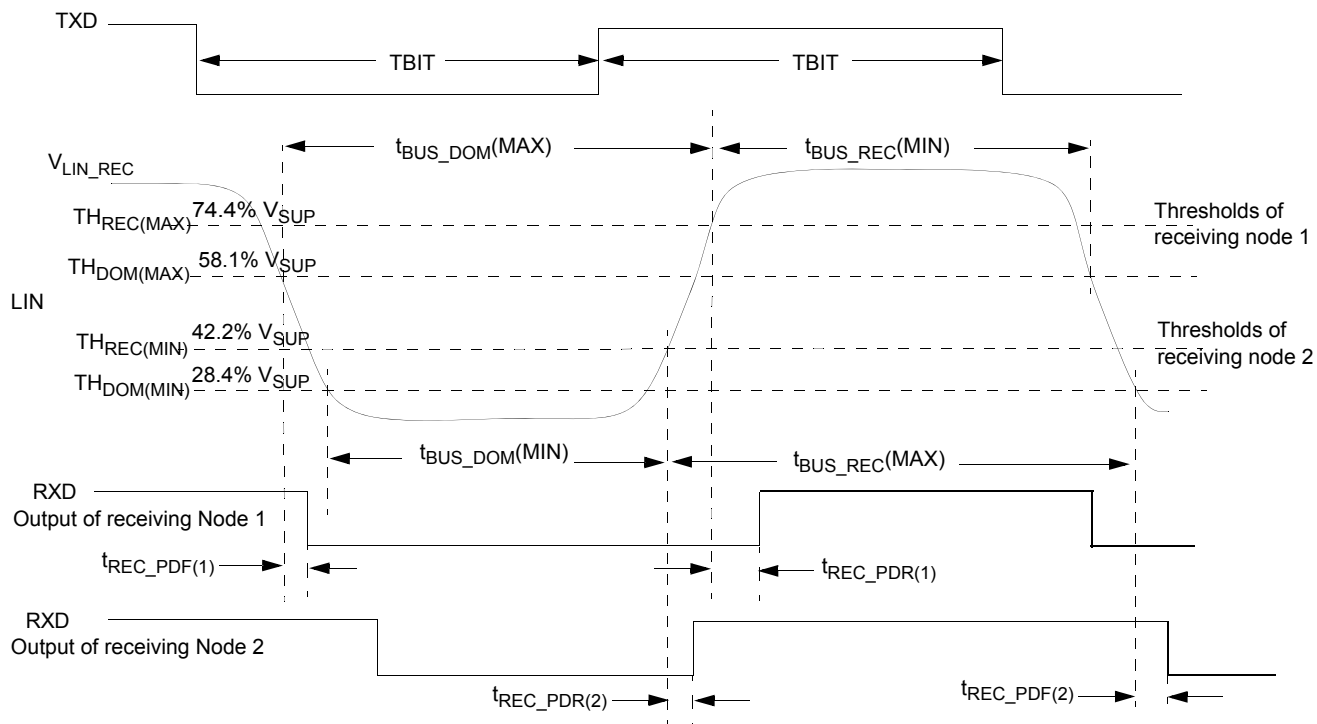 TXD
TBIT
TBIT
tBUS_DOM(MAX)
tBUS_REC(MIN)
VLIN_REC
THREC(MAX) 74.4% VSUP
Thresholds of
receiving node 1
THDOM(MAX) 58.1% VSUP
LIN
THREC(MIN) 42.2% VSUP
Thresholds of
receiving node 2
THDOM(MIN) 28.4% VSUP
tBUS_DOM(MIN)
tBUS_REC(MAX)
RXD
Output of receiving Node 1
tREC_PDF(1)
tREC_PDR(1)
RXD
Output of receiving Node 2
tREC_PDR(2)
tREC_PDF(2)